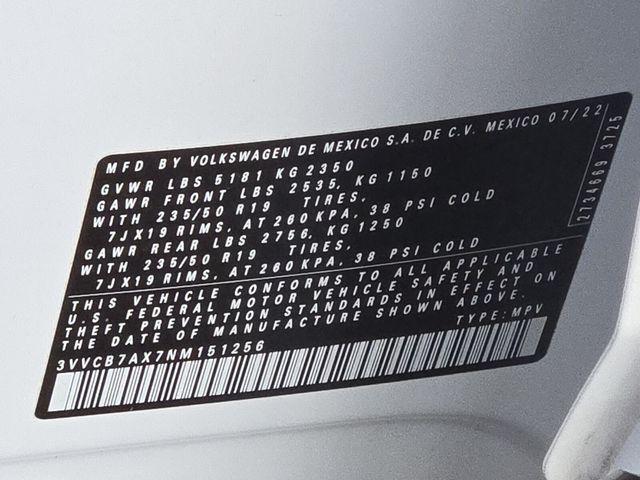 MFD BY VOLKSWAGEN DE MEXICO S.A. DE C.V. MEXICO 07/22
GVWR LBS 5181 KG 2350
GAWR FRONT LBS 2535, KG 1150
WITH 235/50 R19 TIRES,
7JX19 RIMS, AT 260 KPA, 38 PSI COLD
GAWR REAR LBS 2756, KG 1250
WITH 235/50 R19 TIRES,
7JX19 RIMS, AT 260 KPA, 38 PSI COLD
THIS VEHICLE CONFORMS TO ALL APPLICABLE
U.S. FEDERAL MOTOR VEHICLE SAFETY AND
THEFT PREVENTION STANDARDS IN EFFECT ON
THE DATE OF MANUFACTURE SHOWN ABOVE.
TYPE: MPV
3VVCB7AX7NM151256
2734669 3725